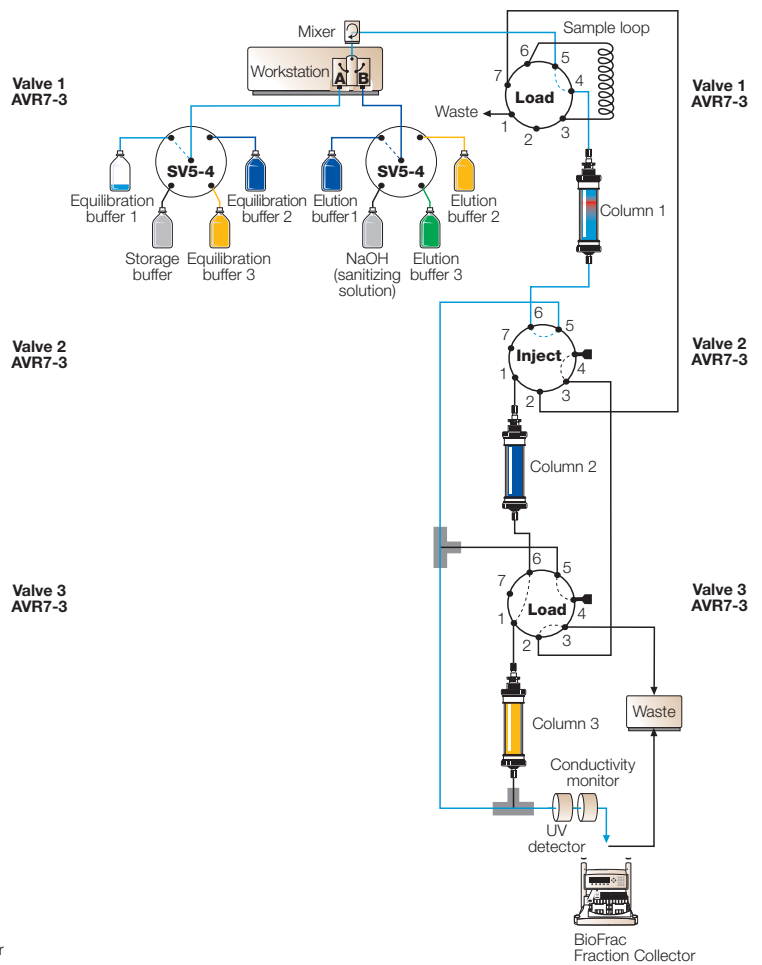 Mixer
Sample loop
6
5
7
4
Valve 1
AVR7-3
Workstation
A
B
Load
Valve 1
AVR7-3
Waste
1
3
2
SV5-4
SV5-4
Equilibration
buffer 1
Equilibration
buffer 2
Elution
buffer1
Elution
buffer 2
Column 1
Storage
buffer
Equilibration
buffer 3
NaOH
(sanitizing
solution)
Elution
buffer 3
6
5
7
Valve 2
AVR7-3
Inject
Valve 2
AVR7-3
4
1
3
2
Column 2
6
5
7
Valve 3
AVR7-3
Load
4
Valve 3
AVR7-3
1
3
2
Waste
Column 3
Conductivity
monitor
UV
detector
BioFrac
Fraction Collector
r